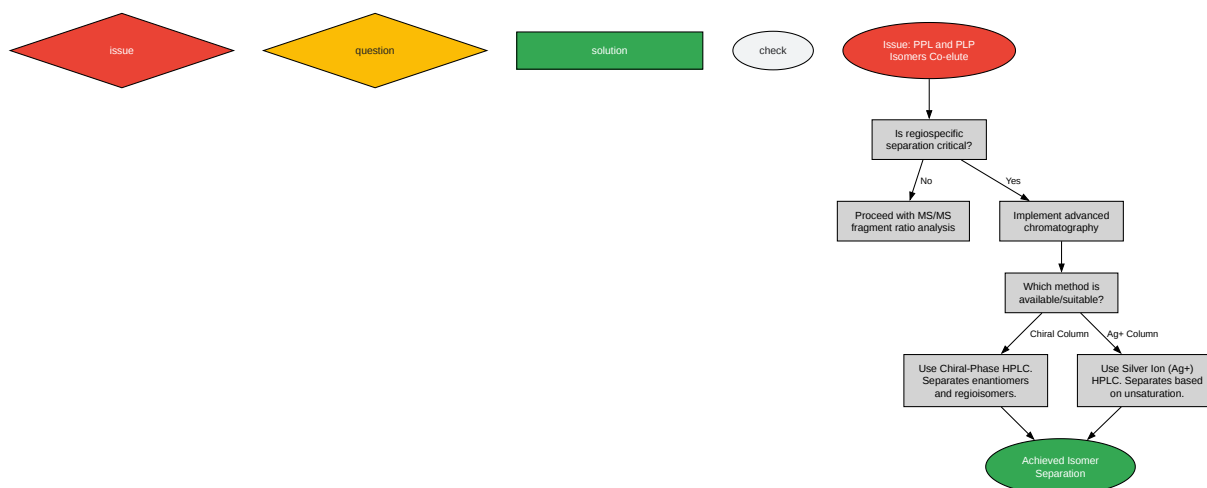 issue
question
solution
check
Issue: PPL and PLP
Isomers Co-elute
Is regiospecific
separation critical?
No
Yes
Proceed with MS/MS
fragment ratio analysis
Implement advanced
chromatography
Which method is
available/suitable?
Chiral Column
Ag+ Column
Use Chiral-Phase HPLC.
Separates enantiomers
and regioisomers.
Use Silver Ion (Ag+)
HPLC. Separates based
on unsaturation.
Achieved Isomer
Separation